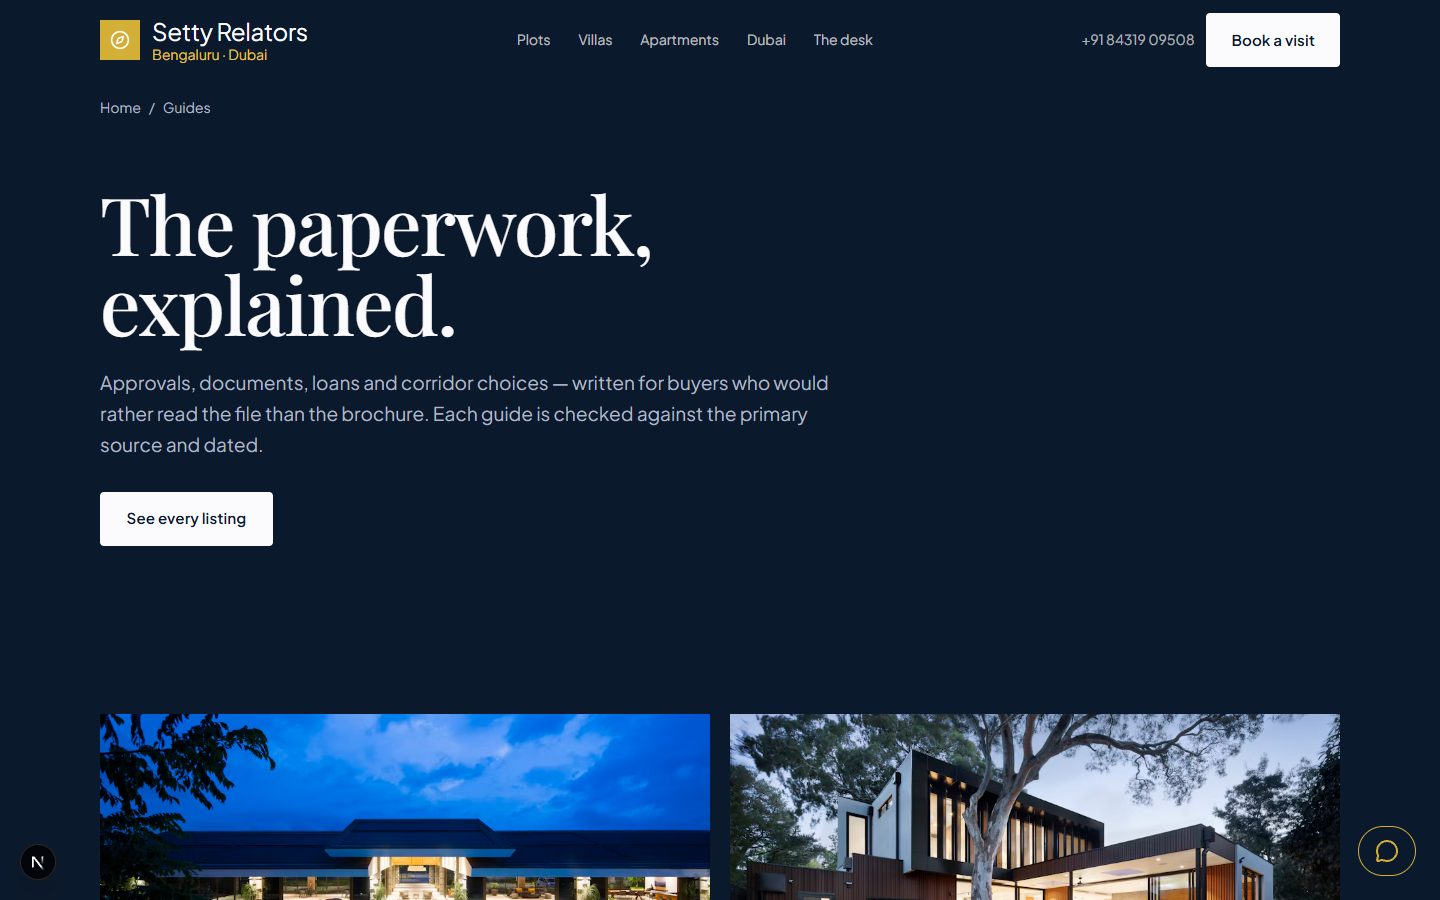 Setty Relators
Bengaluru · Dubai
Plots
Villas
Apartments
Dubai
The desk
+91 84319 09508
Book a visit
Home / Guides
The paperwork,
explained.
Approvals, documents, loans and corridor choices — written for buyers who would
rather read the file than the brochure. Each guide is checked against the primary
source and dated.
See every listing
N